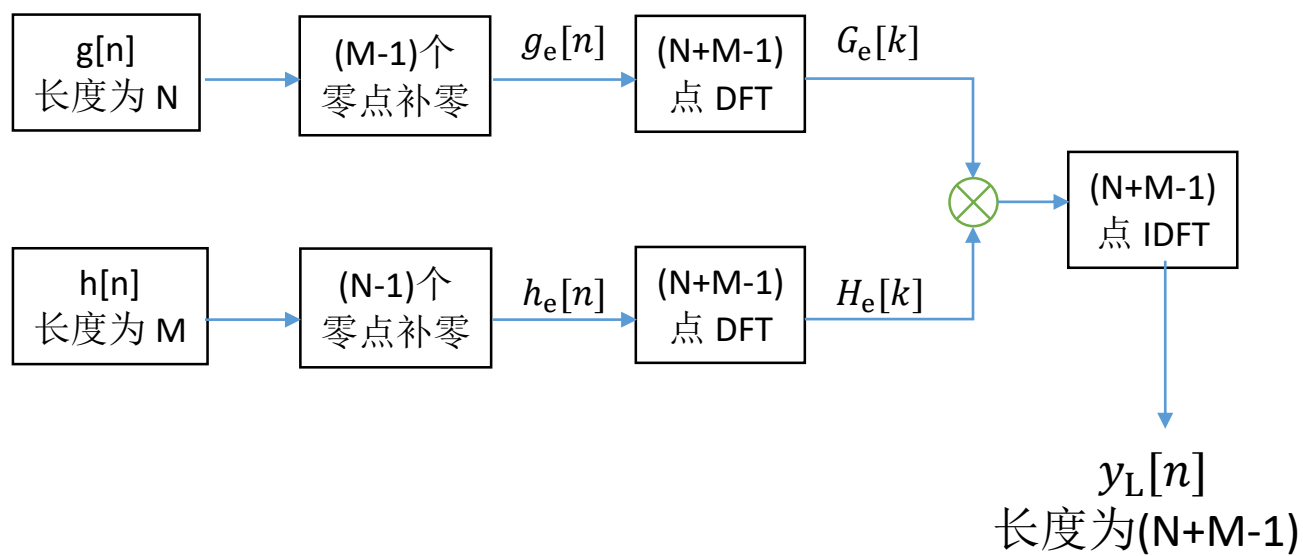 g[n]
长度为 N
(M-1)个
零点补零
g_e[n]
(N+M-1)
点 DFT
G_e[k]
(N+M-1)
点 IDFT
h[n]
长度为 M
(N-1)个
零点补零
h_e[n]
(N+M-1)
点 DFT
H_e[k]
y_L[n]
长度为(N+M-1)